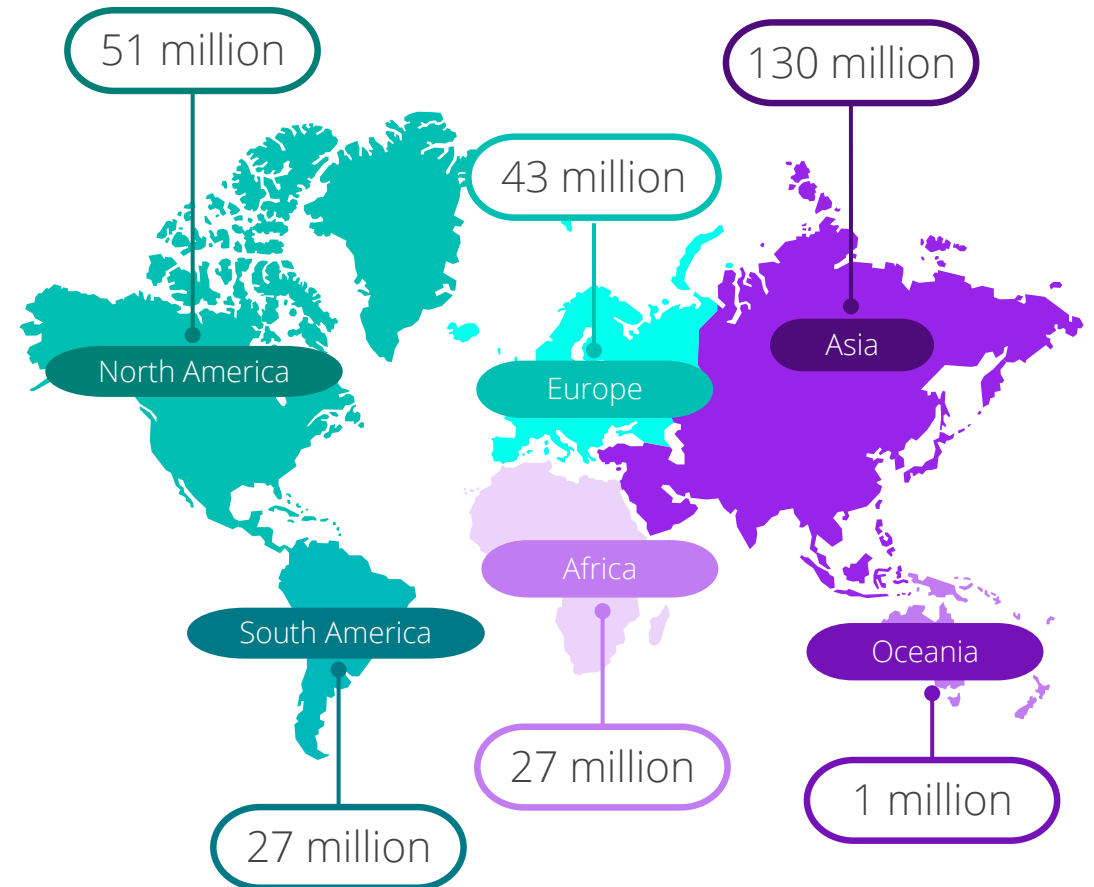 51 million
130 million
43 million
North America
Europe
Asia
Africa
South America
Oceania
27 million
1 million
27 million